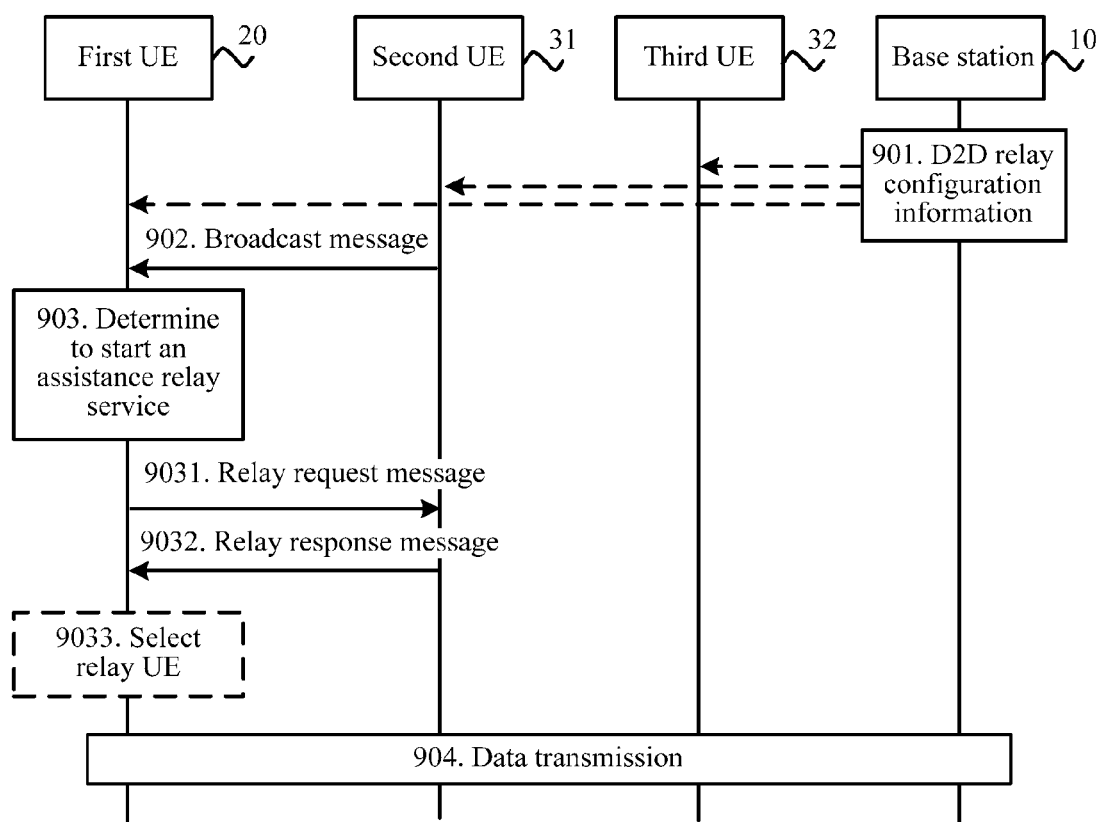 First UE
20
Second UE
31
Third UE
32
Base station
10
901. D2D relay
configuration
information
902. Broadcast message
903. Determine
to start an
assistance relay
service
9031. Relay request message
9032. Relay response message
9033. Select
relay UE
904. Data transmission